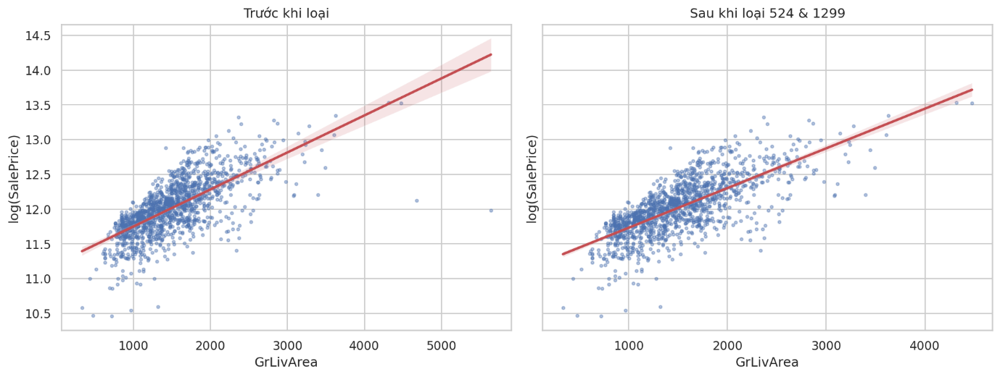 Trước khi loại
Sau khi loại 524 & 1299
14.5
14.0
13.5
13.0
12.5
12.0
11.5
11.0
10.5
log(SalePrice)
log(SalePrice)
1000 2000 3000 4000 5000
1000 2000 3000 4000
GrLivArea
GrLivArea